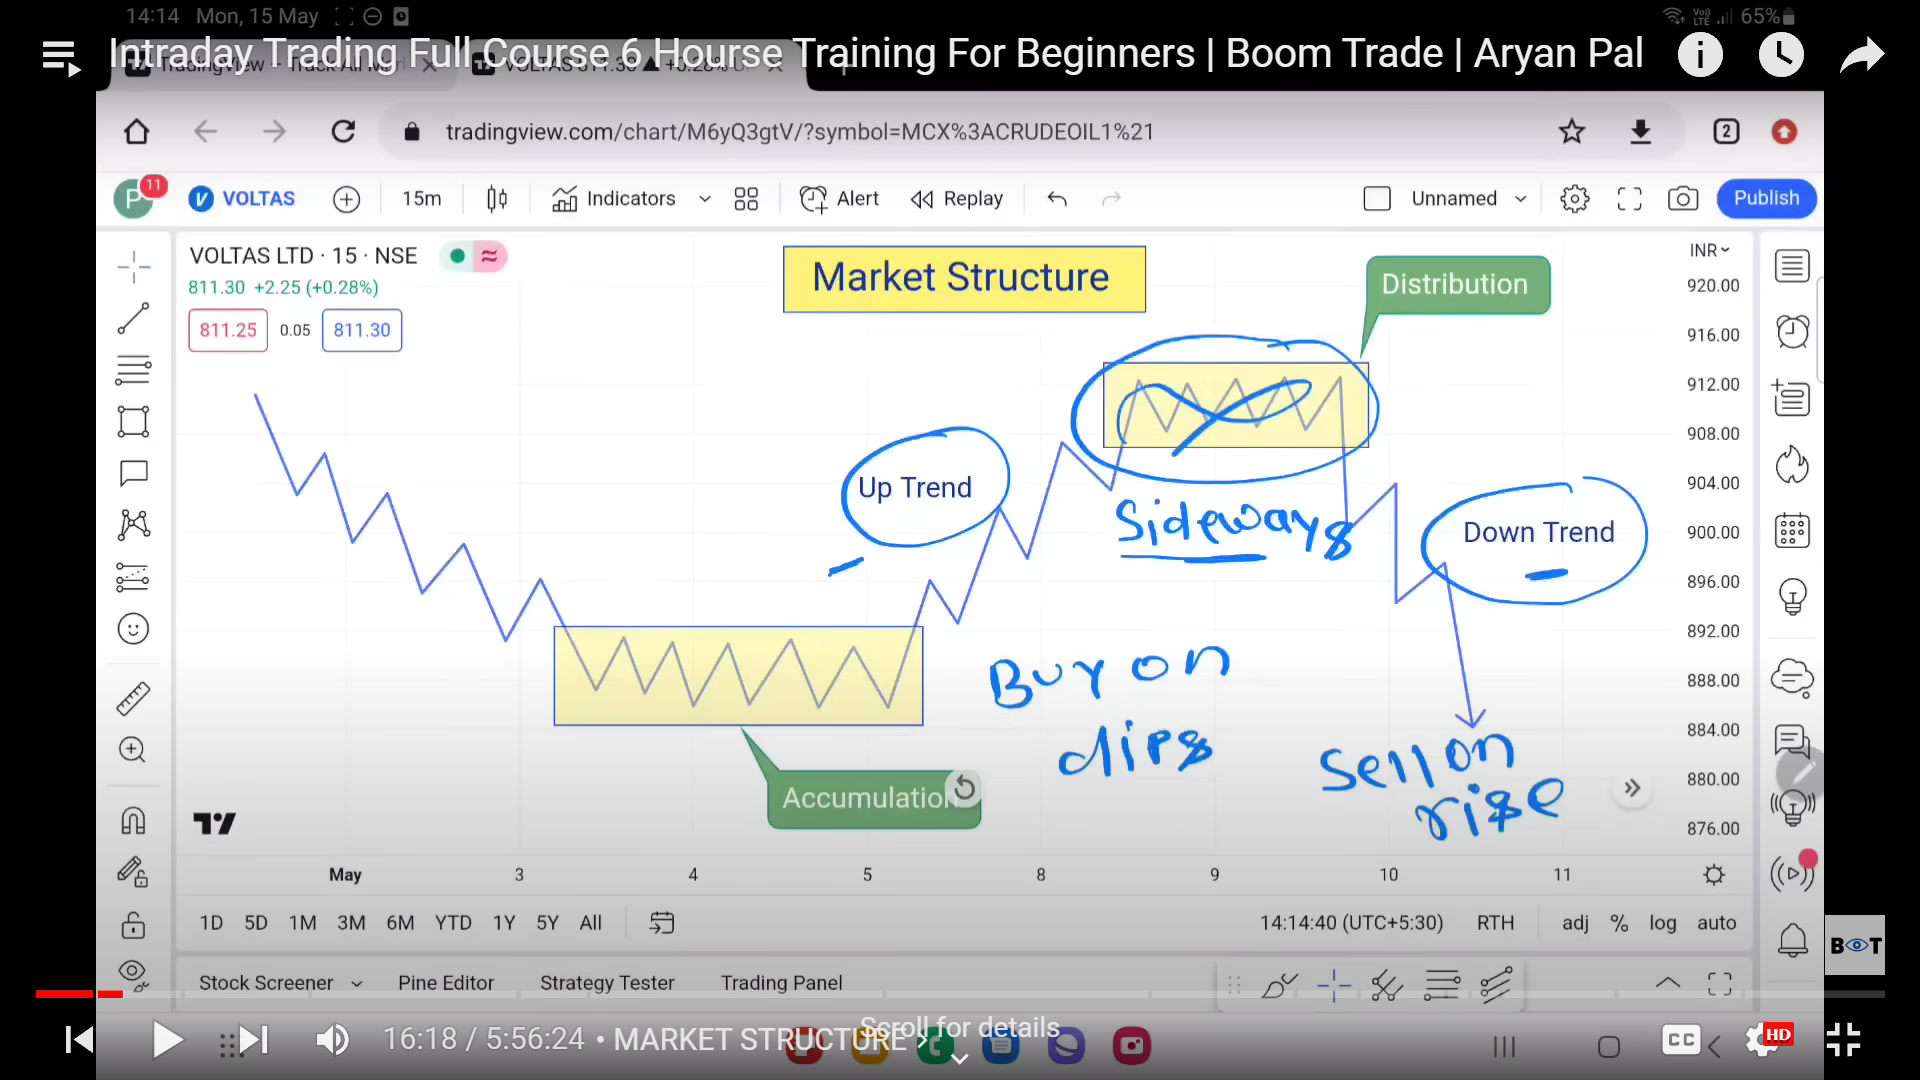 14:14 Mon, 15 May
65%
Intraday Trading Full Course 6 Hourse Training For Beginners | Boom Trade | Aryan Pal
tradingview.com/chart/M6yQ3gtV/?symbol=MCX%3ACRUDEOIL1%21
2
P 11 VOLTAS 15m Indicators Alert Replay Unnamed Publish
VOLTAS LTD · 15 · NSE
811.30 +2.25 (+0.28%)
811.25 0.05 811.30
Market Structure
Distribution
INR
920.00
916.00
912.00
908.00
904.00
900.00
896.00
892.00
888.00
884.00
880.00
876.00
Up Trend
Sideways
Down Trend
Buy on
dips
Sell on
rise
Accumulation
May 3 4 5 8 9 10 11
1D 5D 1M 3M 6M YTD 1Y 5Y All
14:14:40 (UTC+5:30) RTH adj % log auto
BOT
Stock Screener Pine Editor Strategy Tester Trading Panel
16:18 / 5:56:24 • MARKET STRUCTURE
Scroll for details
CC HD